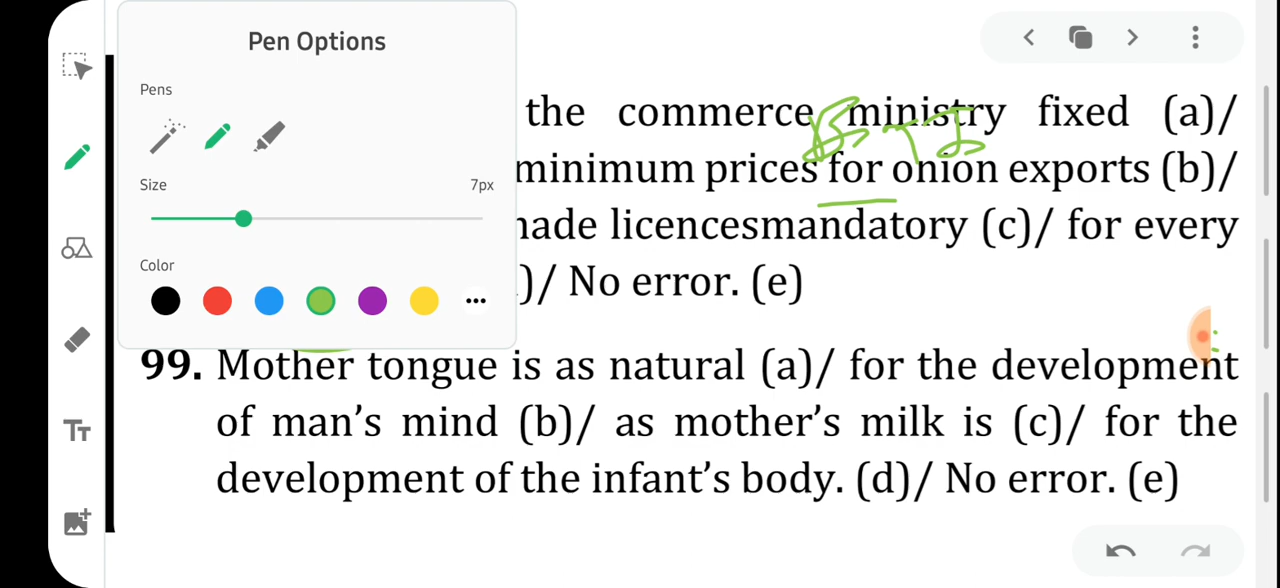 Pen Options
Pens
Size 7px
Color
the commerce ministry fixed (a)/
minimum prices for onion exports (b)/
licencesmandatory (c)/ for every
)/ No error. (e)
99. Mother tongue is as natural (a)/ for the development
of man's mind (b)/ as mother's milk is (c)/ for the
development of the infant's body. (d)/ No error. (e)
TT